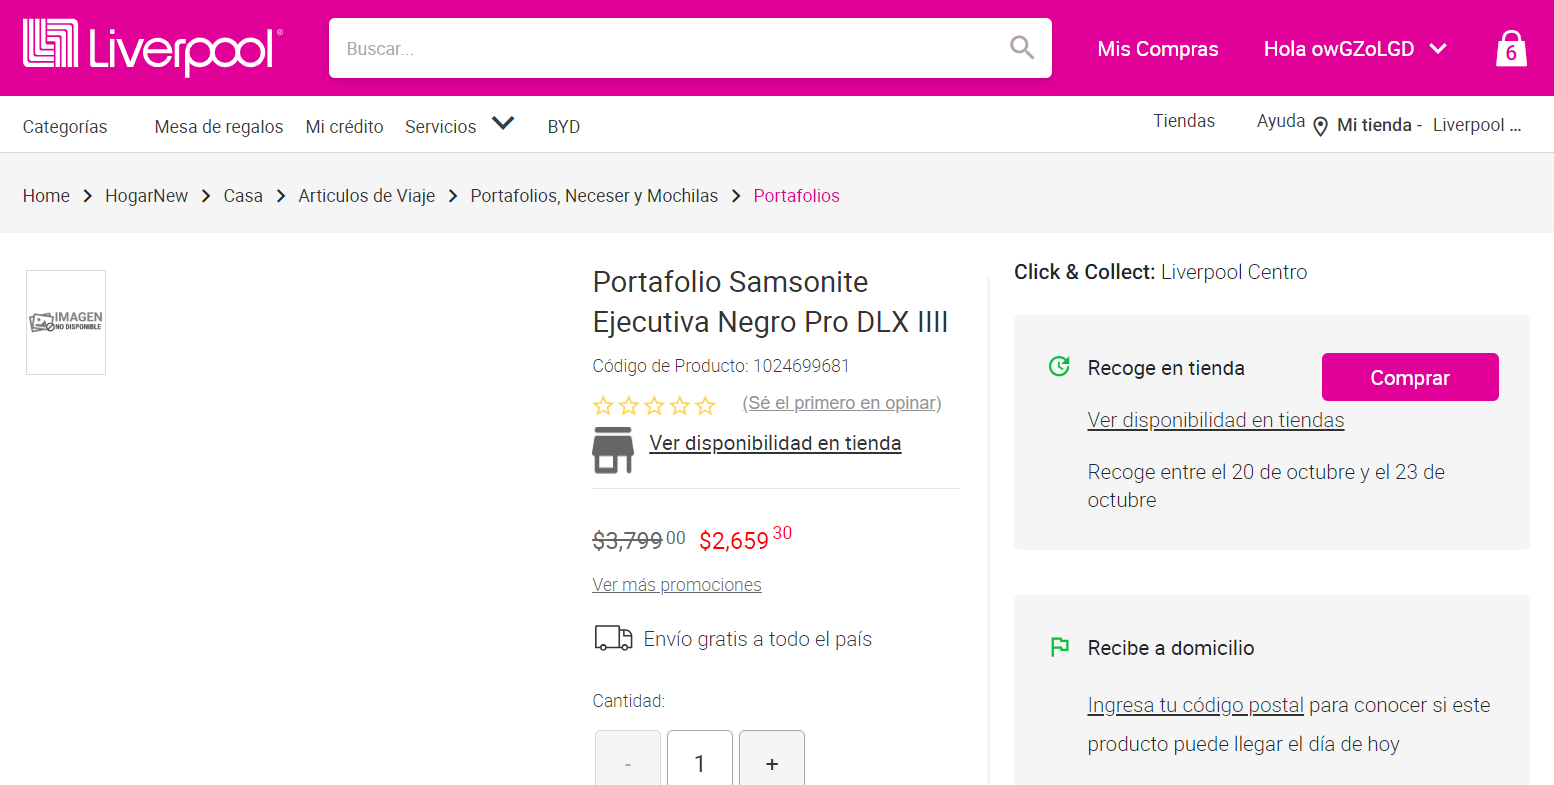 Liverpool®
Buscar...
Mis Compras
Hola owGZoLGD
6
Categorías
Mesa de regalos
Mi crédito
Servicios
BYD
Tiendas
Ayuda
Mi tienda - Liverpool ...
Home
HogarNew
Casa
Articulos de Viaje
Portafolios, Neceser y Mochilas
Portafolios
IMAGEN
NO DISPONIBLE
Portafolio Samsonite
Ejecutiva Negro Pro DLX IIII
Código de Producto: 1024699681
(Sé el primero en opinar)
Ver disponibilidad en tienda
$3,799 00 $2,659 30
Ver más promociones
Envío gratis a todo el país
Cantidad:
- 1 +
Click & Collect: Liverpool Centro
Recoge en tienda
Comprar
Ver disponibilidad en tiendas
Recoge entre el 20 de octubre y el 23 de
octubre
Recibe a domicilio
Ingresa tu código postal para conocer si este
producto puede llegar el día de hoy